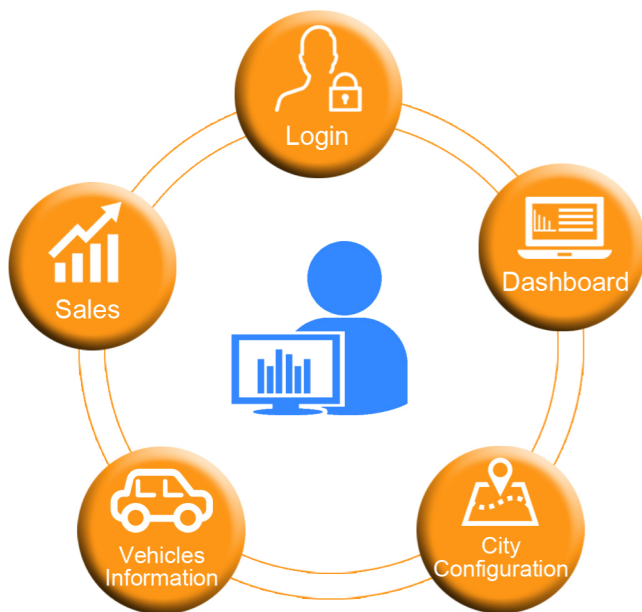 Login
Dashboard
City
Configuration
Vehicles
Information
Sales